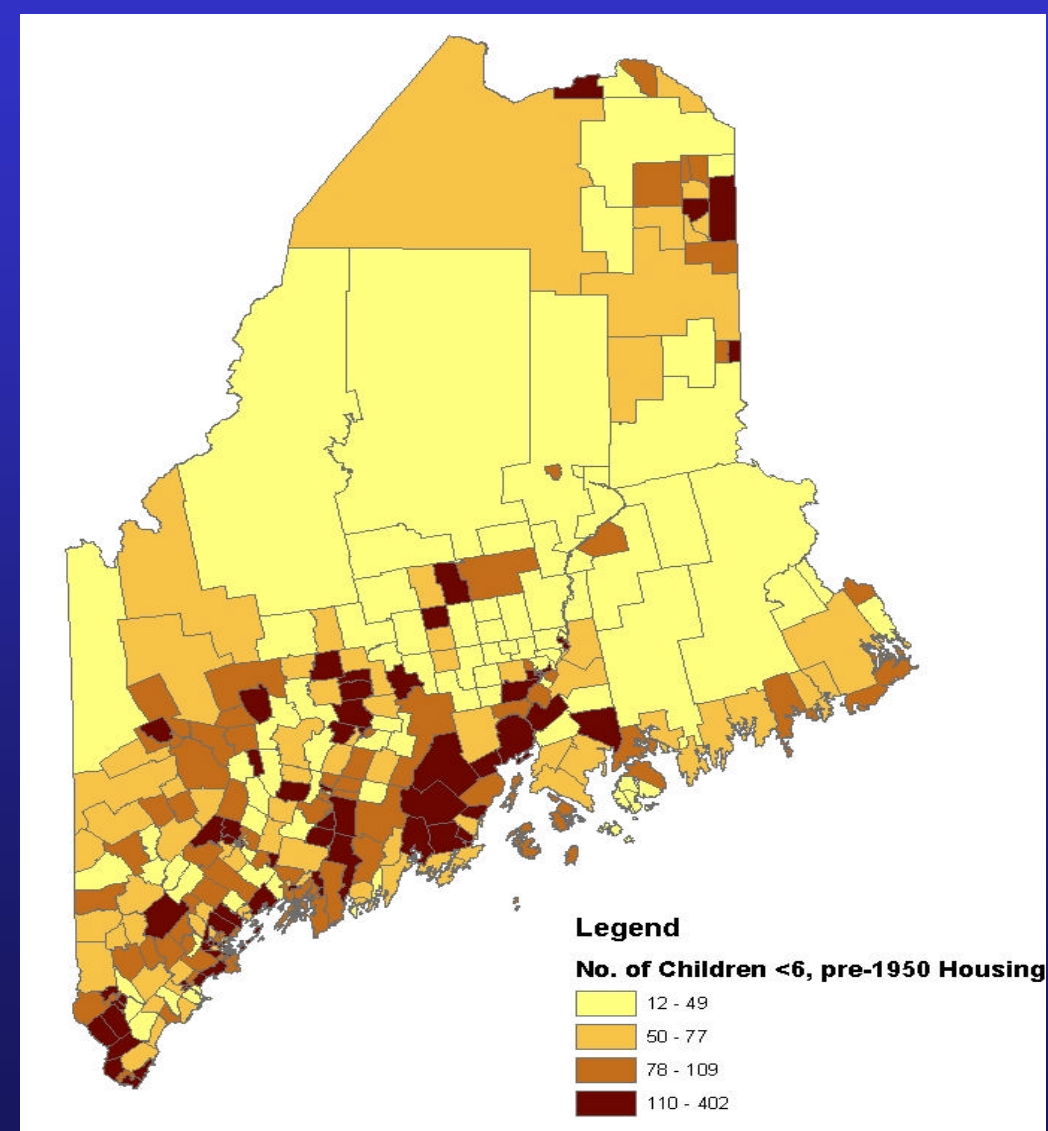 Legend
No. of Children <6, pre-1950 Housing
12 - 49
50 - 77
78 - 109
110 - 402